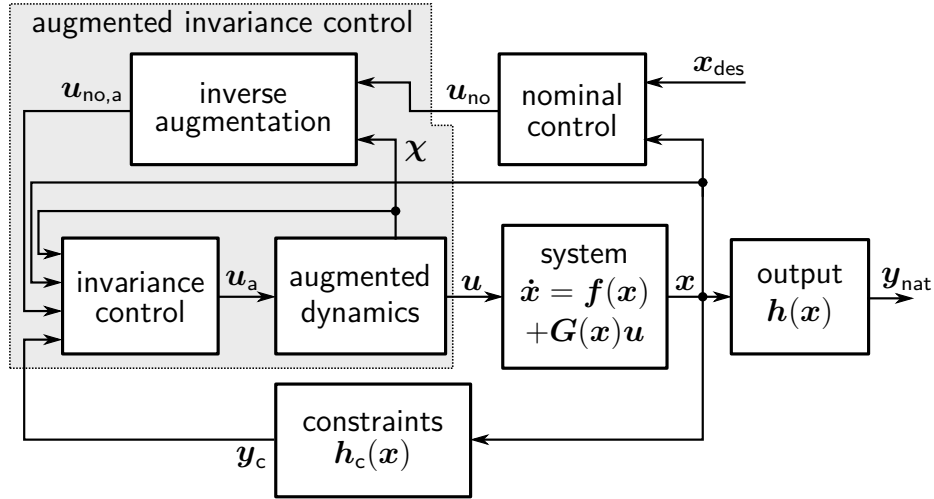 augmented invariance control
u_no,a
inverse
augmentation
u_no
nominal
control
x_des
χ
invariance
control
u_a
augmented
dynamics
u
system
ẋ = f(x)
+G(x)u
x
output
h(x)
y_nat
y_c
constraints
h_c(x)